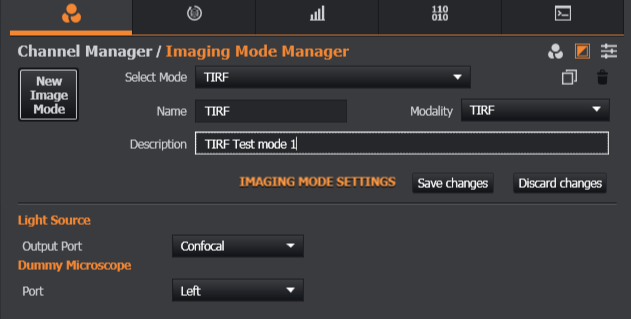 110
010
Channel Manager / Imaging Mode Manager
New Image Mode
Select Mode TIRF
Name TIRF Modality TIRF
Description TIRF Test mode 1
IMAGING MODE SETTINGS Save changes Discard changes
Light Source
Output Port Confocal
Dummy Microscope
Port Left